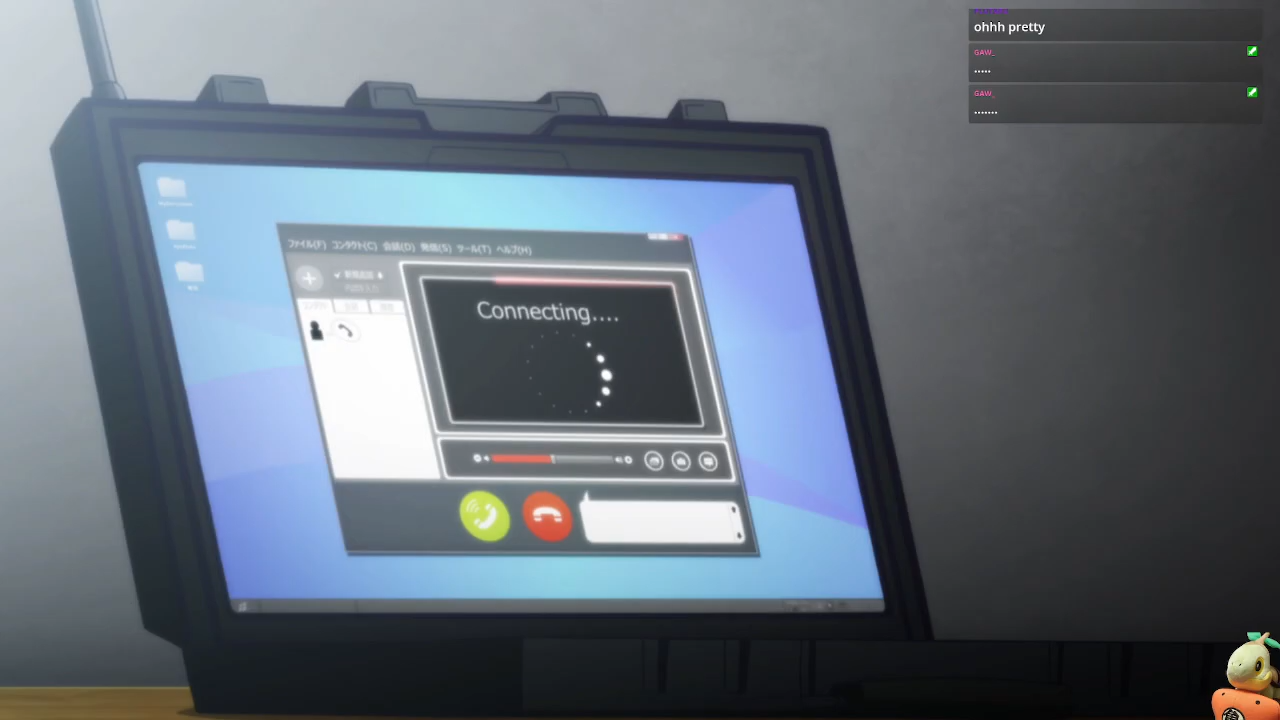 ohhh pretty
GAW_
.....
GAW_
.......
ファイル(F) コンタクト(C) 会話(D) 発信(S) ツール(T) ヘルプ(H)
Connecting....